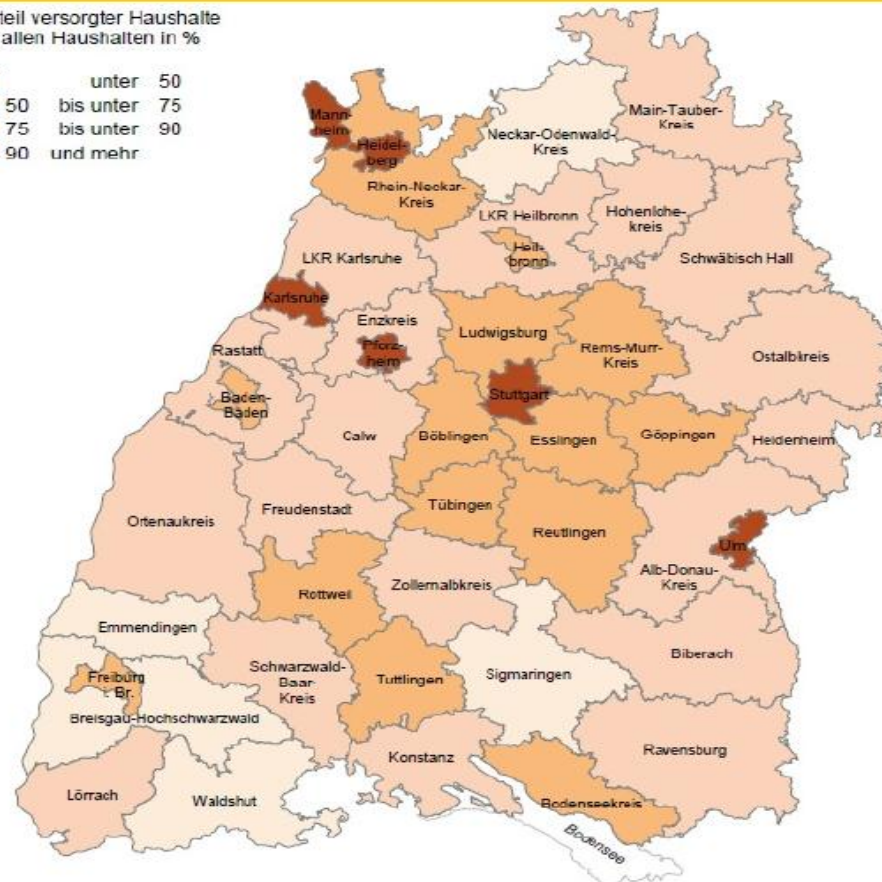 teil versorgter Haushalte
allen Haushalten in %
unter 50
50 bis unter 75
75 bis unter 90
90 und mehr
Mann-
heim
Heidel-
berg
Rhein-Neckar-
Kreis
Neckar-Odenwald-
Kreis
Main-Tauber-
Kreis
LKR Heilbronn
Heil-
bronn
Hohenlohe-
kreis
Schwäbisch Hall
LKR Karlsruhe
Karlsruhe
Enzkreis
Pforz-
heim
Ludwigsburg
Rems-Murr-
Kreis
Ostalbkreis
Rastatt
Baden-
Baden
Calw
Stuttgart
Böblingen
Esslingen
Göppingen
Heidenheim
Ortenaukreis
Freudenstadt
Tübingen
Reutlingen
Ulm
Alb-Donau-
Kreis
Rottweil
Zollernalbkreis
Emmendingen
Biberach
Schwarzwald-
Baar-
Kreis
Tuttlingen
Sigmaringen
Freiburg
i. Br.
Breisgau-Hochschwarzwald
Konstanz
Ravensburg
Lörrach
Waldshut
Bodenseekreis
Bodensee